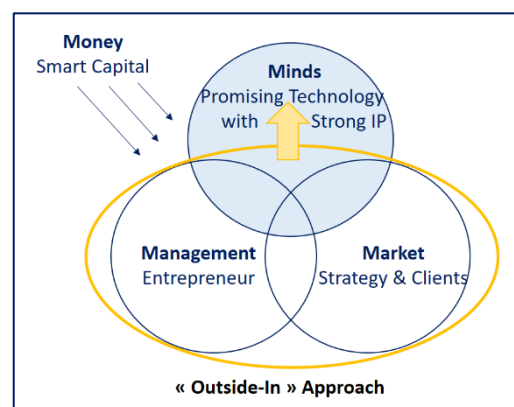 Money
Smart Capital
Minds
Promising Technology
with Strong IP
Management
Entrepreneur
Market
Strategy & Clients
« Outside-In » Approach